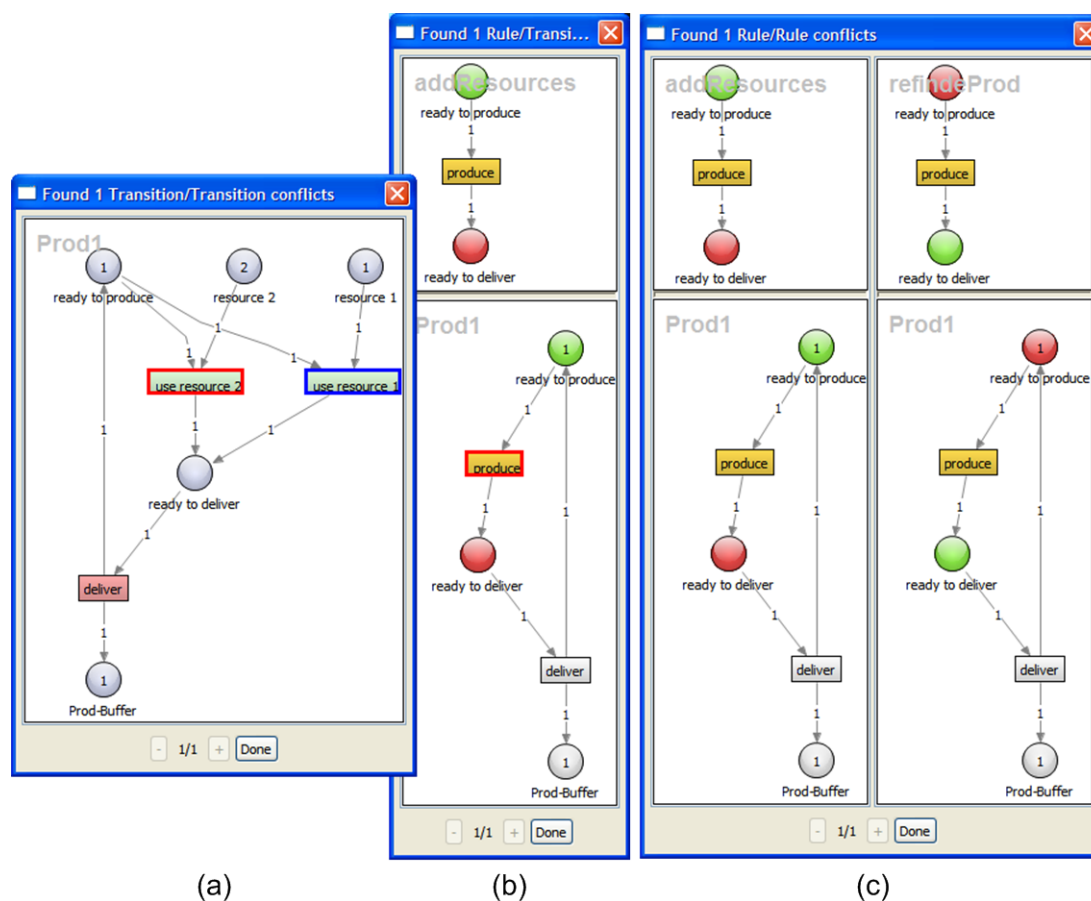 Found 1 Transition/Transition conflicts
Prod1
1
2
1
ready to produce
resource 2
resource 1
1
1
1
1
use resource 2
use resource 1
1
1
1
ready to deliver
1
deliver
1
1
Prod-Buffer
- 1/1 + Done
(a)
Found 1 Rule/Transi...
addResources
ready to produce
1
produce
1
ready to deliver
Prod1
1
ready to produce
1
produce
1
1
ready to deliver
1
deliver
1
1
Prod-Buffer
- 1/1 + Done
(b)
Found 1 Rule/Rule conflicts
addResources
ready to produce
1
produce
1
ready to deliver
refindeProd
ready to produce
1
produce
1
ready to deliver
Prod1
1
ready to produce
1
produce
1
1
ready to deliver
1
deliver
1
1
Prod-Buffer
Prod1
1
ready to produce
1
produce
1
1
ready to deliver
1
deliver
1
1
Prod-Buffer
- 1/1 + Done
(c)